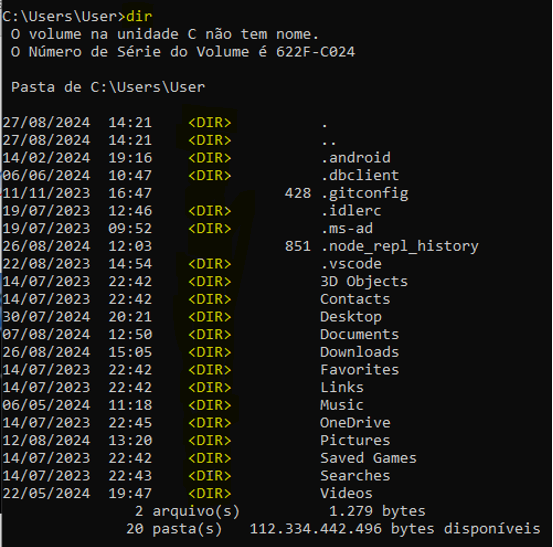 C:\Users\User>dir
O volume na unidade C não tem nome.
O Número de Série do Volume é 622F-C024
Pasta de C:\Users\User
27/08/2024  14:21    <DIR>          .
27/08/2024  14:21    <DIR>          ..
14/02/2024  19:16    <DIR>          .android
06/06/2024  10:47    <DIR>          .dbclient
11/11/2023  16:47               428 .gitconfig
19/07/2023  12:46    <DIR>          .idlerc
19/07/2024  09:52    <DIR>          .ms-ad
26/08/2024  12:03               851 .node_repl_history
22/08/2023  14:54    <DIR>          .vscode
14/07/2023  22:42    <DIR>          3D Objects
14/07/2023  22:42    <DIR>          Contacts
30/07/2024  20:21    <DIR>          Desktop
07/08/2024  12:50    <DIR>          Documents
26/08/2024  15:05    <DIR>          Downloads
14/07/2023  22:42    <DIR>          Favorites
14/07/2023  22:42    <DIR>          Links
06/05/2024  11:18    <DIR>          Music
14/07/2023  22:45    <DIR>          OneDrive
12/08/2024  13:20    <DIR>          Pictures
14/07/2023  22:42    <DIR>          Saved Games
14/07/2023  22:43    <DIR>          Searches
22/05/2024  19:47    <DIR>          Videos
2 arquivo(s)          1.279 bytes
20 pasta(s)   112.334.442.496 bytes disponíveis